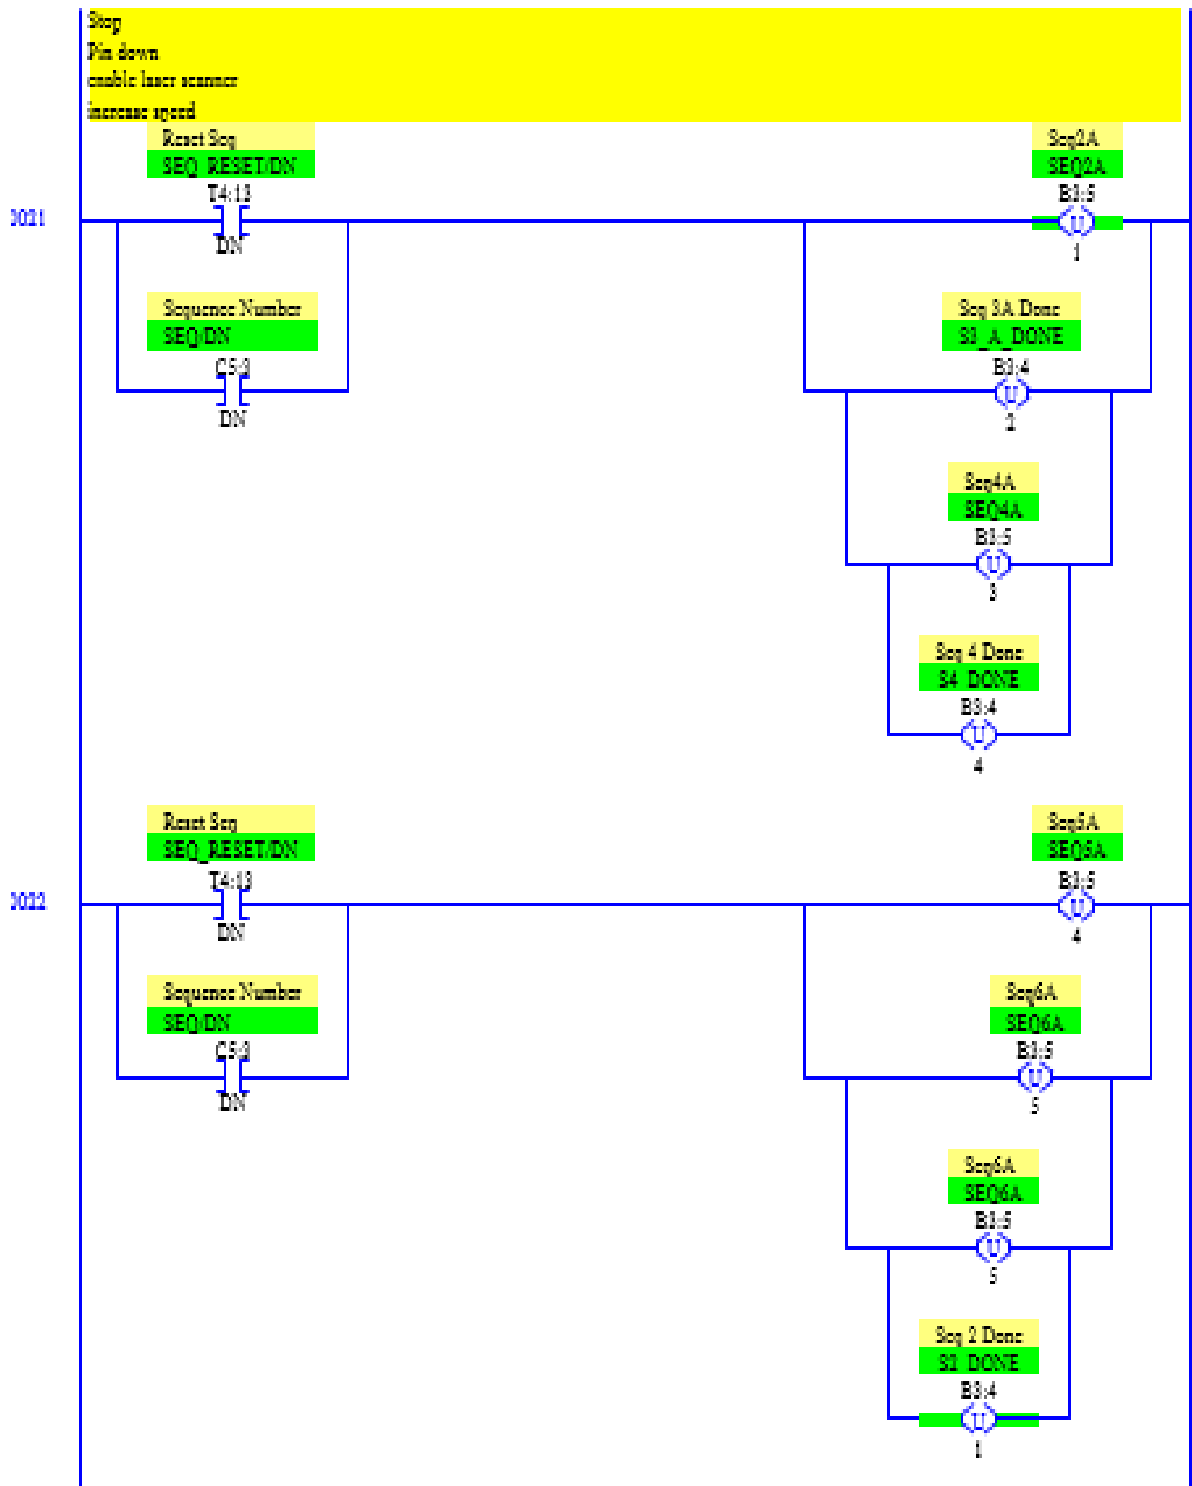 Stop
Pin down
enable laser scanner
increase speed
Reset Seq
SEQ_RESET/DN
T4:13
DN
Seq2A
SEQ2A
B3:5
U
1
0021
Sequence Number
SEQ/DN
C5:3
DN
Seq 3A Done
S3_A_DONE
B3:4
U
2
Seq4A
SEQ4A
B3:5
U
3
Seq 4 Done
S4_DONE
B3:4
U
4
Reset Seq
SEQ_RESET/DN
T4:13
DN
Seq5A
SEQ5A
B3:5
U
4
0022
Sequence Number
SEQ/DN
C5:3
DN
Seq6A
SEQ6A
B3:5
U
5
Seq6A
SEQ6A
B3:5
U
5
Seq 2 Done
S2_DONE
B3:4
U
1